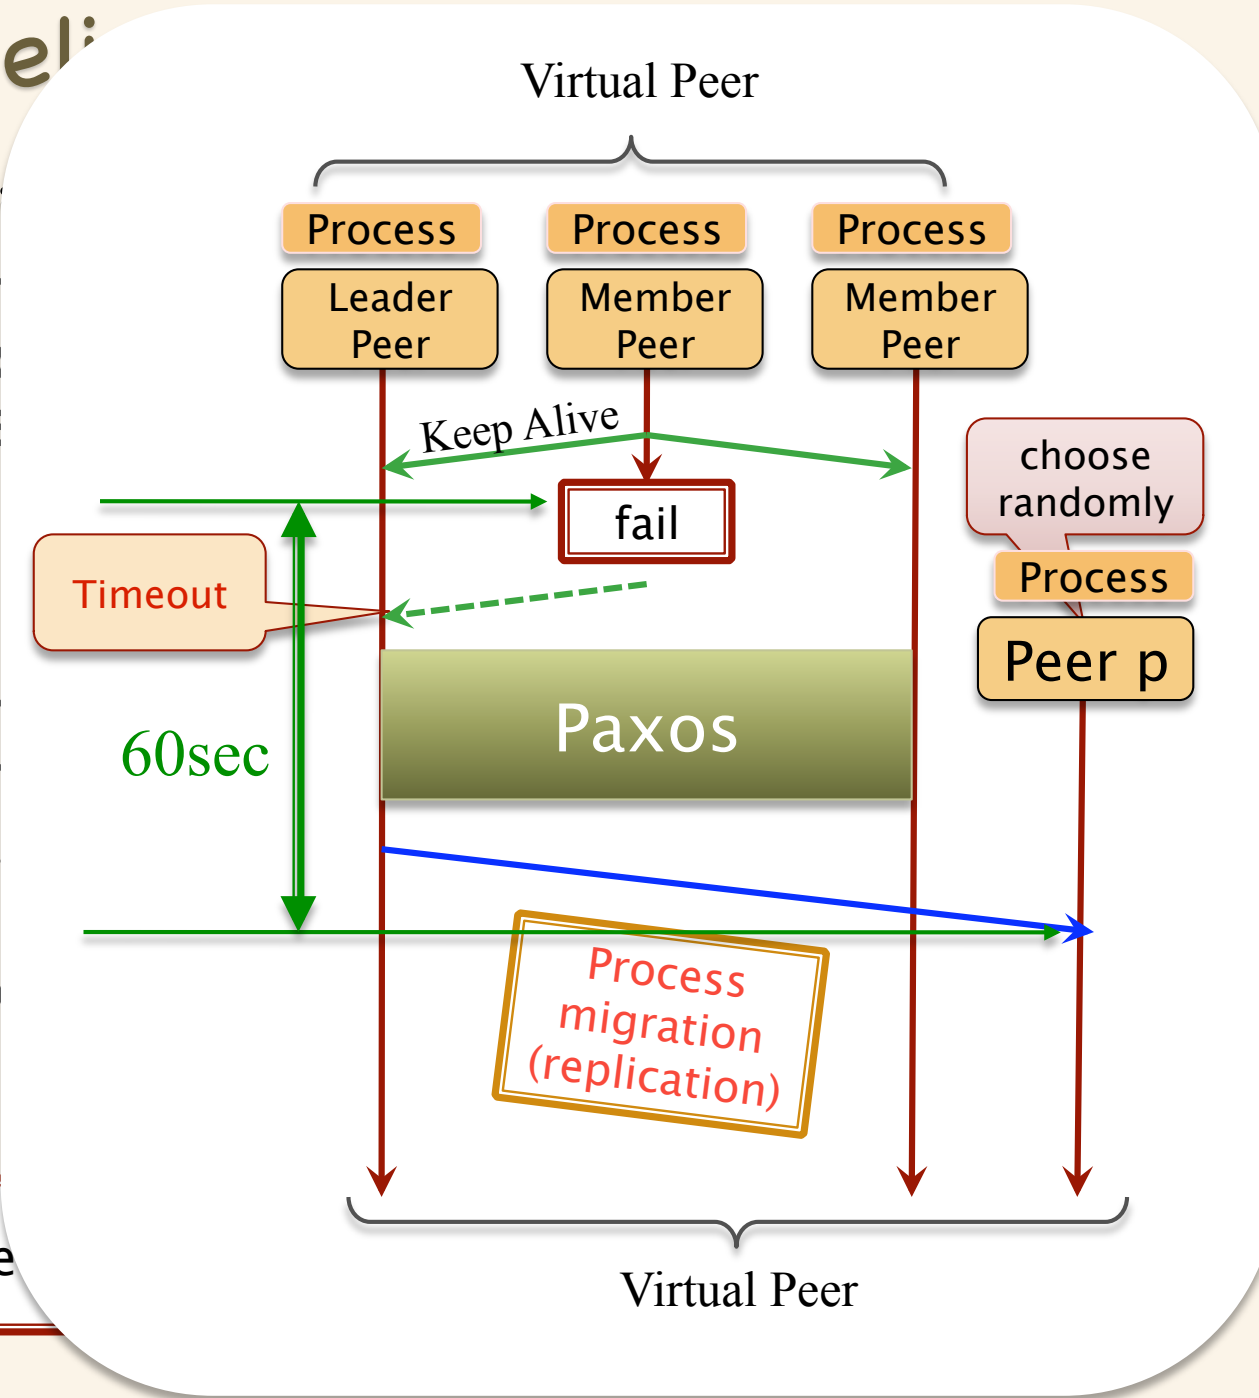 Virtual Peer
Process
Process
Process
Leader
Peer
Member
Peer
Member
Peer
Keep Alive
choose
randomly
fail
Process
Timeout
Peer p
Paxos
60sec
Process
migration
(replication)
Virtual Peer